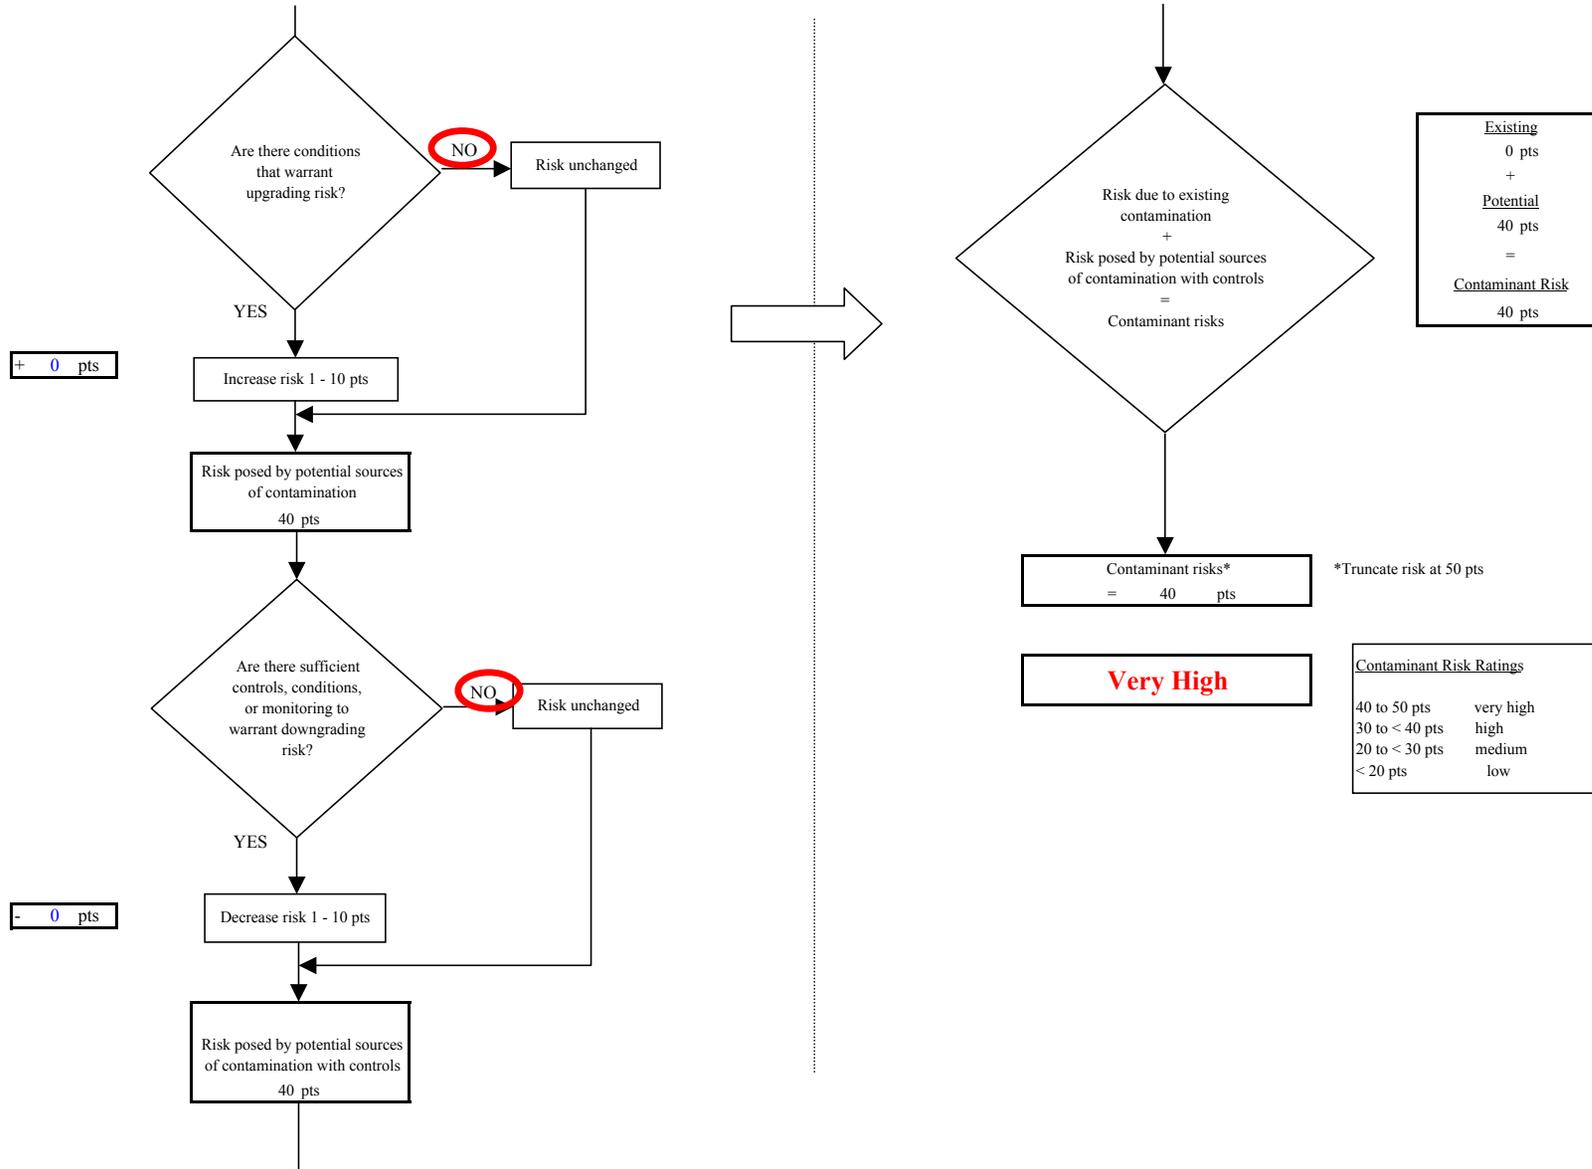 Are there conditions
that warrant
upgrading risk?
NO
Risk unchanged
YES
+ 0 pts
Increase risk 1 - 10 pts
Risk posed by potential sources
of contamination
40 pts
Are there sufficient
controls, conditions,
or monitoring to
warrant downgrading
risk?
NO
Risk unchanged
YES
- 0 pts
Decrease risk 1 - 10 pts
Risk posed by potential sources
of contamination with controls
40 pts
Risk due to existing
contamination
+
Risk posed by potential sources
of contamination with controls
=
Contaminant risks
Existing
0 pts
+
Potential
40 pts
=
Contaminant Risk
40 pts
Contaminant risks*
= 40 pts
*Truncate risk at 50 pts
Very High
Contaminant Risk Ratings
40 to 50 pts very high
30 to < 40 pts high
20 to < 30 pts medium
< 20 pts low